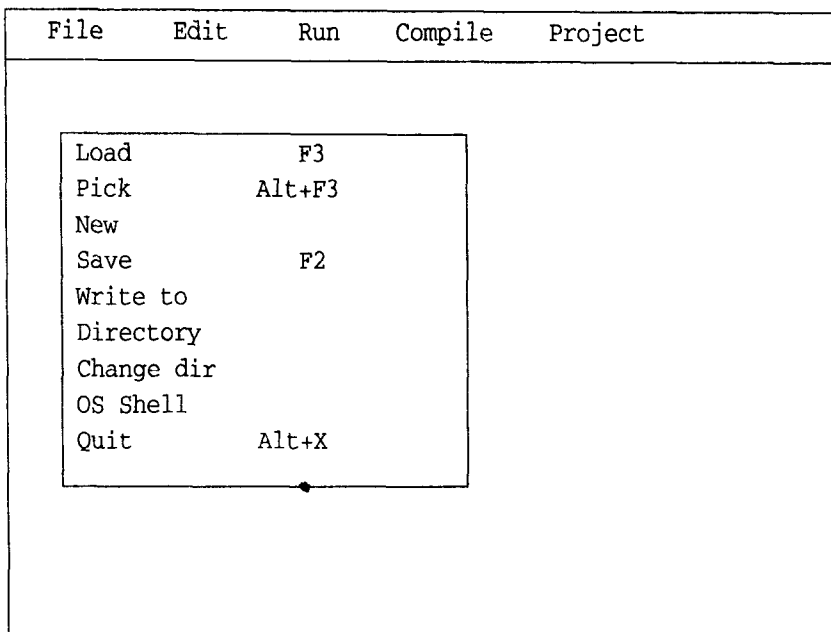 File Edit Run Compile Project
Load F3
Pick Alt+F3
New
Save F2
Write to
Directory
Change dir
OS Shell
Quit Alt+X